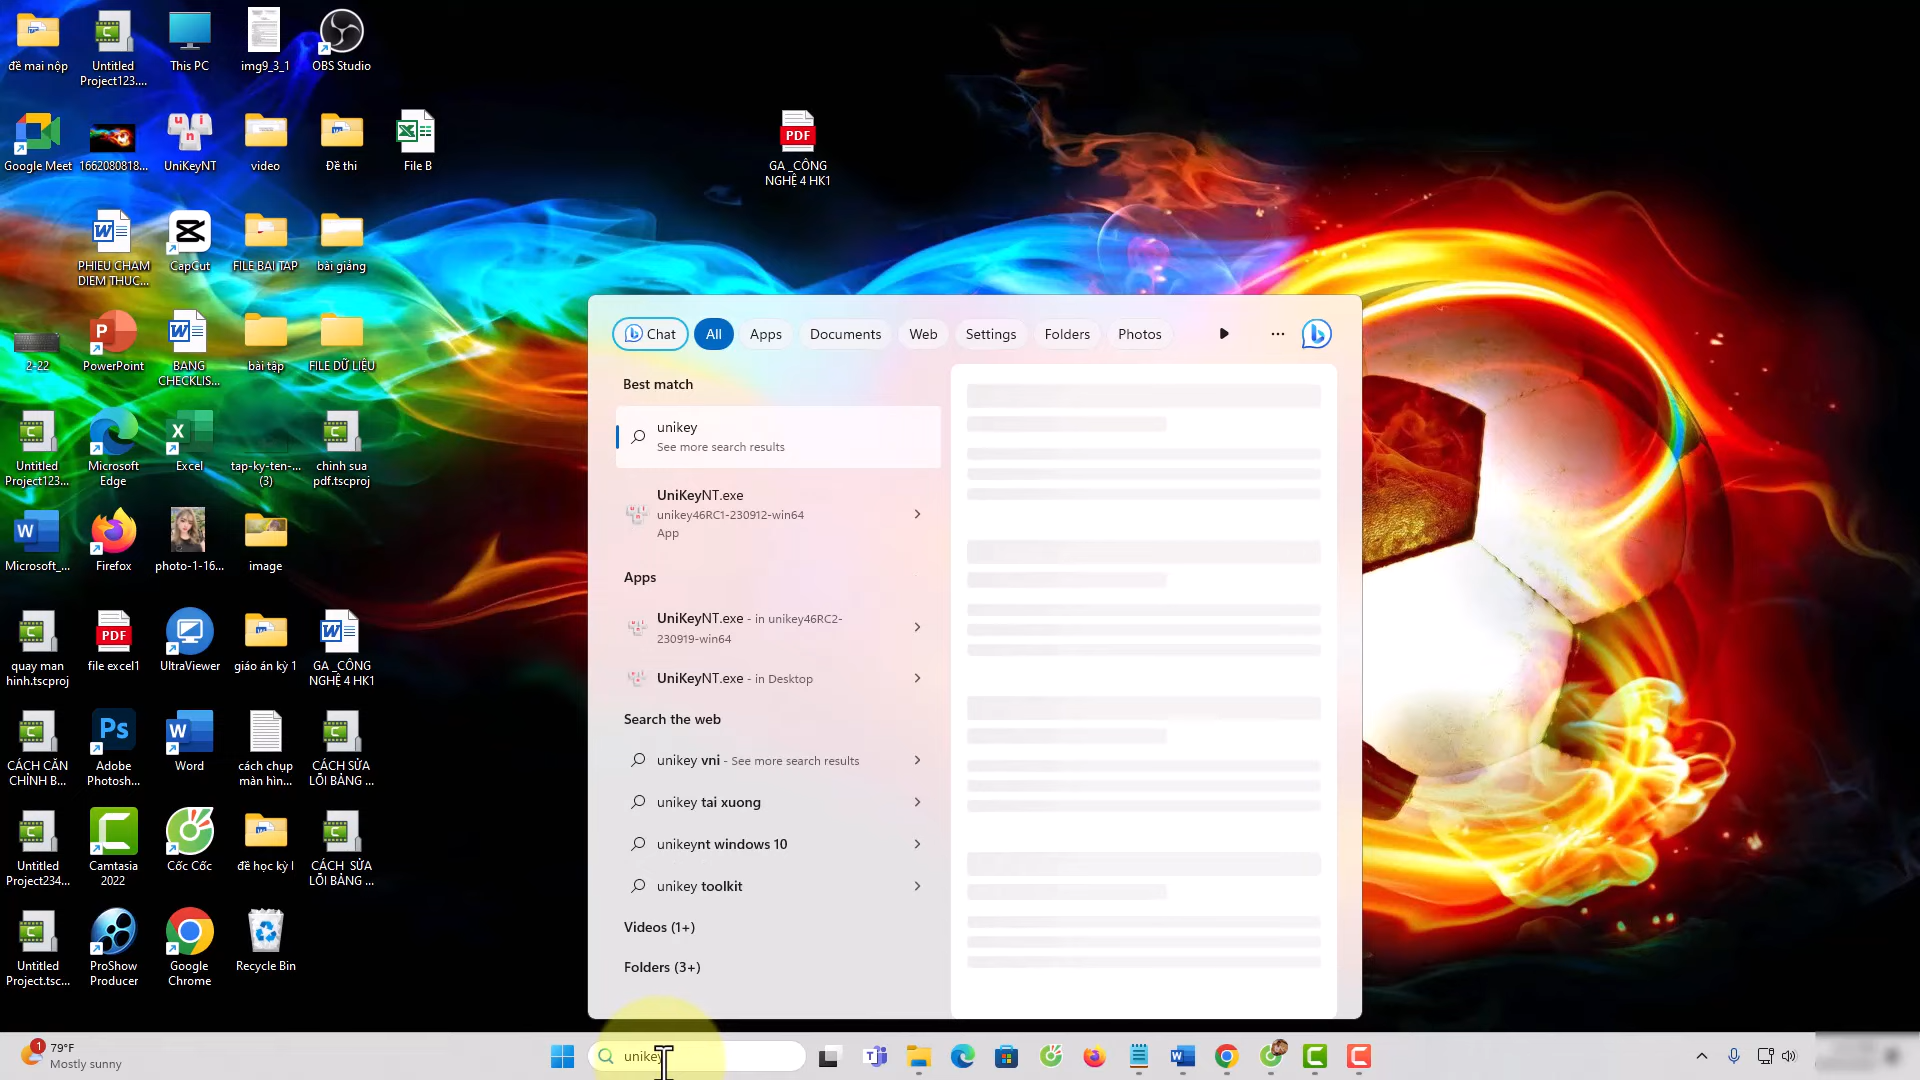 đề mai nộp
Untitled
Project123....
This PC
img9_3_1
OBS Studio
Google Meet
1662080818...
UniKeyNT
video
Đề thi
File B
GA _CÔNG
NGHỆ 4 HK1
PHIEU CHAM
DIEM THUC...
CapCut
FILE BAI TAP
bài giảng
2-22
PowerPoint
BANG
CHECKLIS...
bài tập
FILE DỮ LIỆU
Untitled
Project123...
Microsoft
Edge
Excel
tap-ky-ten-...
(3)
chinh sua
pdf.tscproj
Microsoft_...
Firefox
photo-1-16...
image
quay man
hinh.tscproj
file excel1
UltraViewer
giáo án kỳ 1
GA _CÔNG
NGHỆ 4 HK1
CÁCH CĂN
CHỈNH B...
Adobe
Photosh...
Word
cách chụp
màn hìn...
CÁCH SỬA
LỖI BẢNG ...
Untitled
Project234...
Camtasia
2022
Cốc Cốc
đề học kỳ I
CÁCH SỬA
LỖI BẢNG ...
Untitled
Project.tsc...
ProShow
Producer
Google
Chrome
Recycle Bin
Chat
All
Apps
Documents
Web
Settings
Folders
Photos
Best match
unikey
See more search results
UniKeyNT.exe
unikey46RC1-230912-win64
App
Apps
UniKeyNT.exe - in unikey46RC2-
230919-win64
UniKeyNT.exe - in Desktop
Search the web
unikey vni - See more search results
unikey tai xuong
unikeynt windows 10
unikey toolkit
Videos (1+)
Folders (3+)
1
79°F
Mostly sunny
unikey